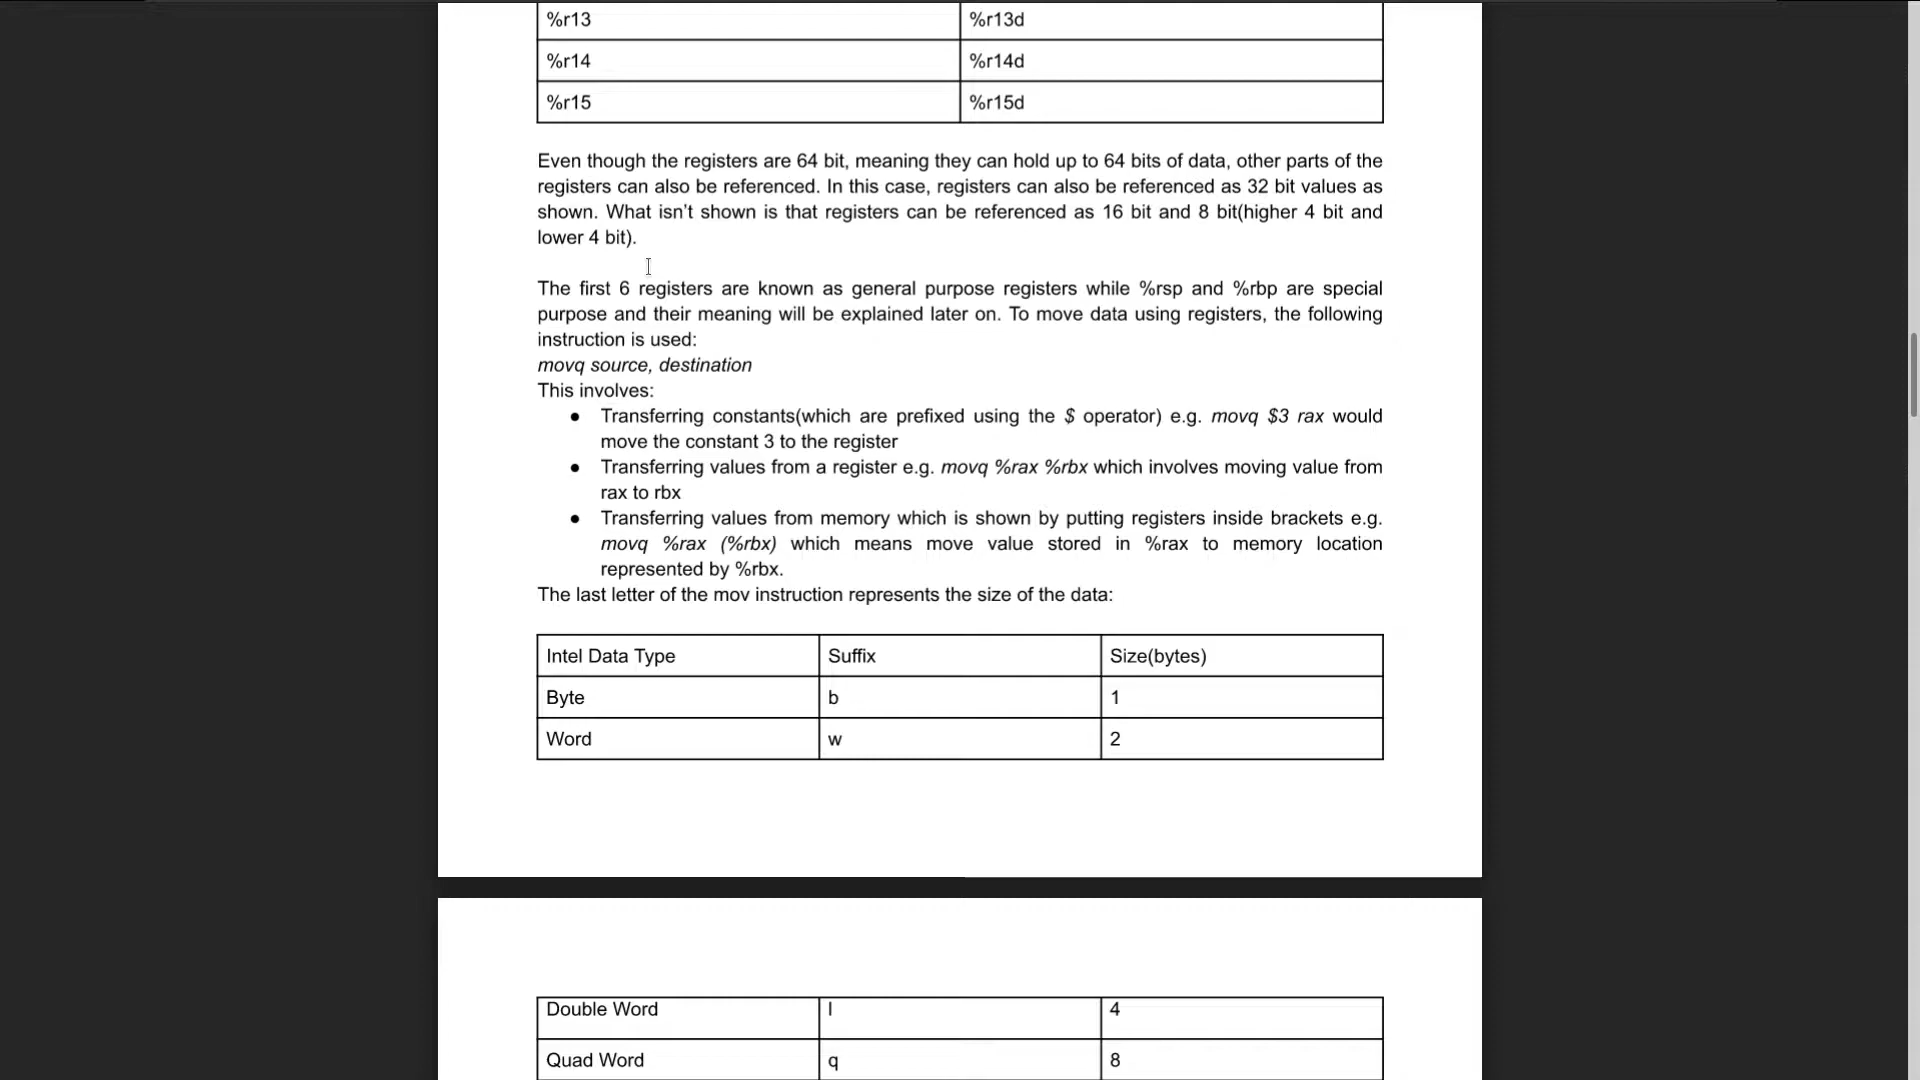 %r13 %r13d
%r14 %r14d
%r15 %r15d
Even though the registers are 64 bit, meaning they can hold up to 64 bits of data, other parts of the
registers can also be referenced. In this case, registers can also be referenced as 32 bit values as
shown. What isn’t shown is that registers can be referenced as 16 bit and 8 bit(higher 4 bit and
lower 4 bit).
The first 6 registers are known as general purpose registers while %rsp and %rbp are special
purpose and their meaning will be explained later on. To move data using registers, the following
instruction is used:
movq source, destination
This involves:
● Transferring constants(which are prefixed using the $ operator) e.g. movq $3 rax would
move the constant 3 to the register
● Transferring values from a register e.g. movq %rax %rbx which involves moving value from
rax to rbx
● Transferring values from memory which is shown by putting registers inside brackets e.g.
movq %rax (%rbx) which means move value stored in %rax to memory location
represented by %rbx.
The last letter of the mov instruction represents the size of the data:
Intel Data Type Suffix Size(bytes)
Byte b 1
Word w 2
Double Word l 4
Quad Word q 8